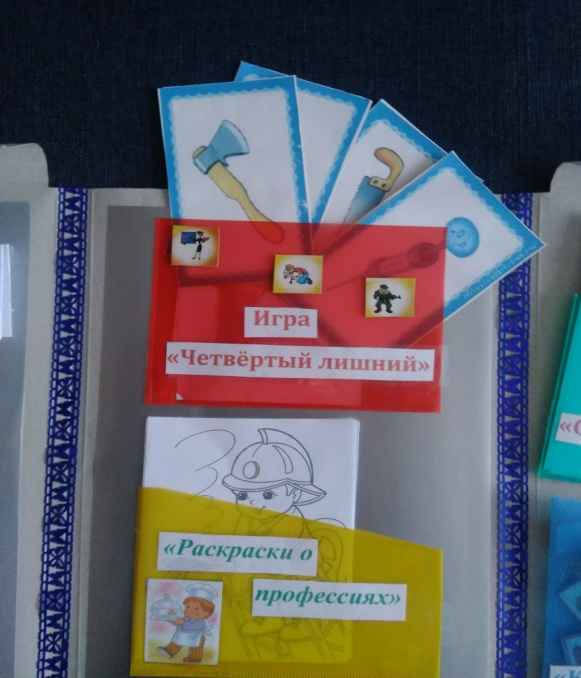 Игра
«Четвёртый лишний»
«Раскраски о
профессиях»